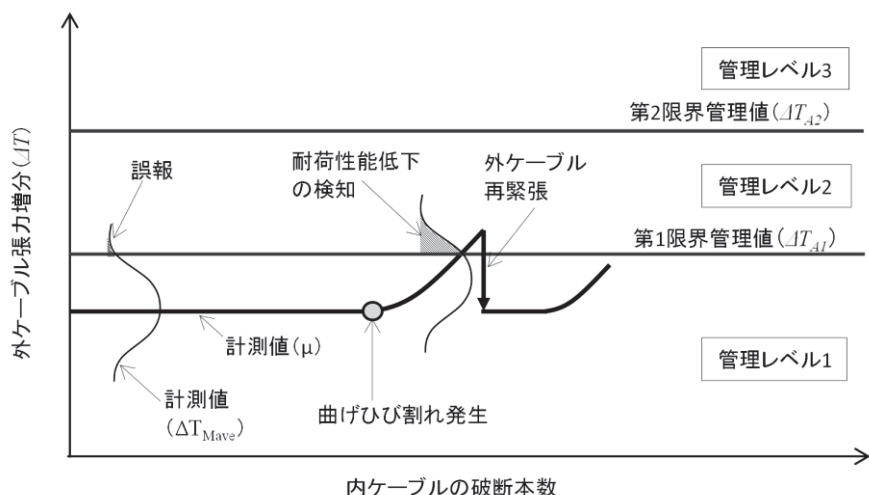 管理レベル3
第2限界管理値(ΔT_A2)
誤報
耐荷性能低下
の検知
外ケーブル
再緊張
管理レベル2
第1限界管理値(ΔT_A1)
外ケーブル張力増分(ΔT)
計測値(μ)
管理レベル1
計測値
(ΔT_Mave)
曲げひび割れ発生
内ケーブルの破断本数